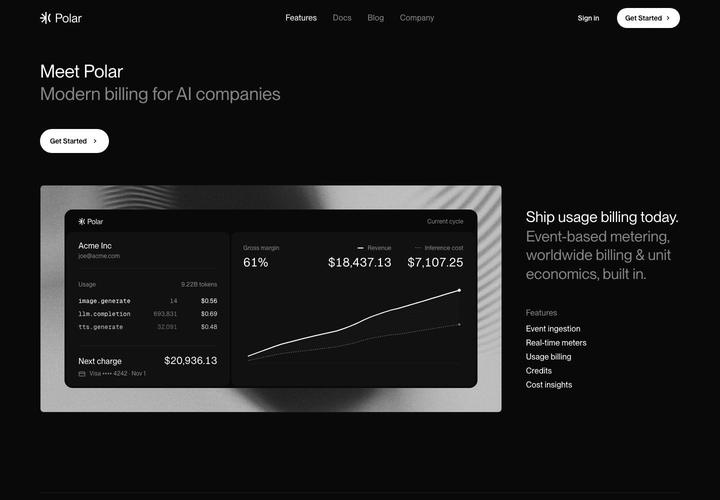 Polar
Features Docs Blog Company
Sign in
Get Started
Meet Polar
Modern billing for AI companies
Get Started
Polar
Current cycle
Acme Inc
joe@acme.com
Usage 9.22B tokens
image.generate 14 $0.56
llm.completion 693,831 $0.69
tts.generate 32,091 $0.48
Next charge $20,936.13
Visa •••• 4242 · Nov 1
Gross margin Revenue Inference cost
61% $18,437.13 $7,107.25
Ship usage billing today.
Event-based metering,
worldwide billing & unit
economics, built in.
Features
Event ingestion
Real-time meters
Usage billing
Credits
Cost insights